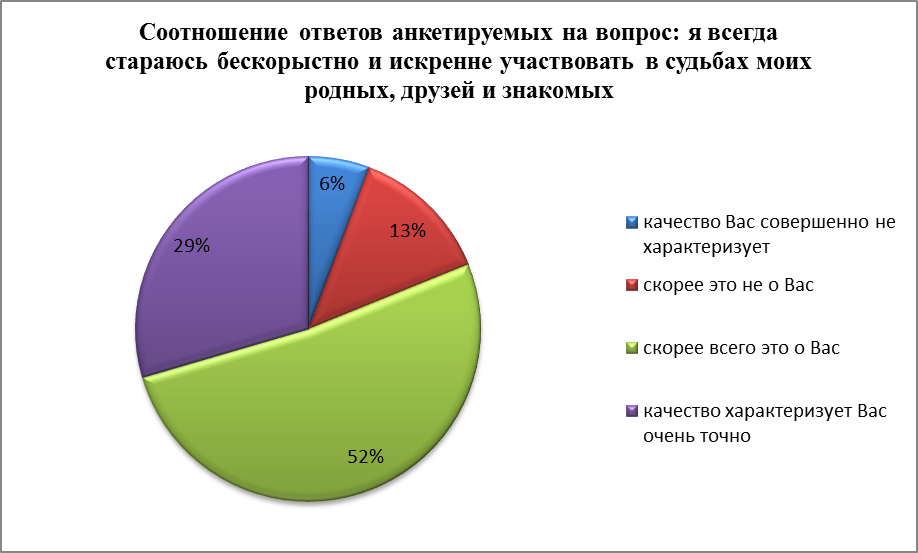 Соотношение ответов анкетируемых на вопрос: я всегда
стараюсь бескорыстно и искренне участвовать в судьбах моих
родных, друзей и знакомых
6%
13%
29%
52%
качество Вас совершенно не
характеризует
скорее это не о Вас
скорее всего это о Вас
качество характеризует Вас
очень точно